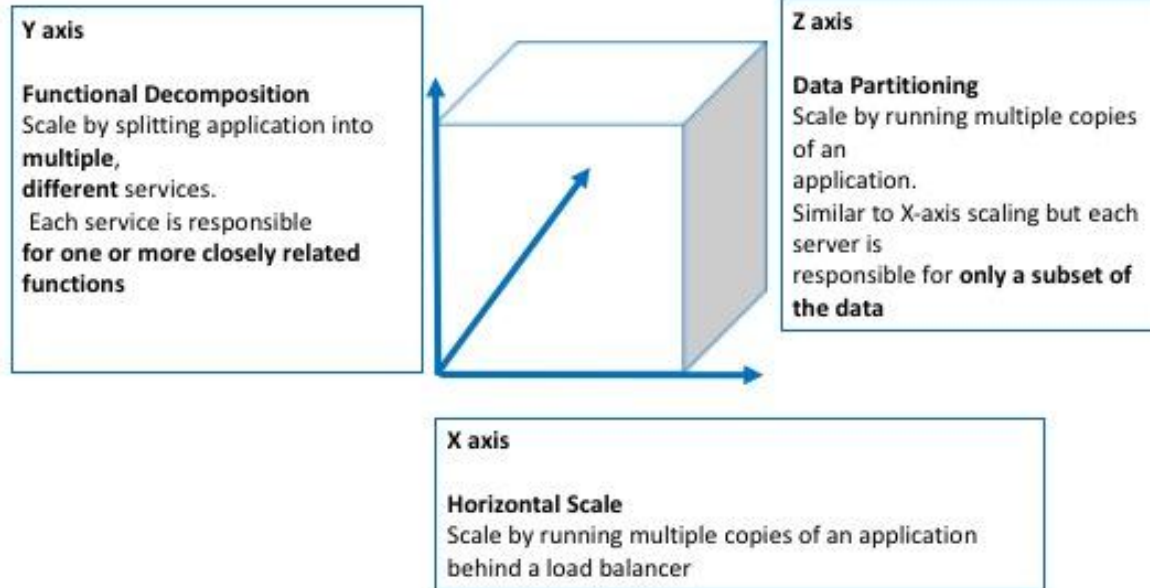 Y axis
Functional Decomposition
Scale by splitting application into
multiple,
different services.
Each service is responsible
for one or more closely related
functions
Z axis
Data Partitioning
Scale by running multiple copies
of an
application.
Similar to X-axis scaling but each
server is
responsible for only a subset of
the data
X axis
Horizontal Scale
Scale by running multiple copies of an application
behind a load balancer